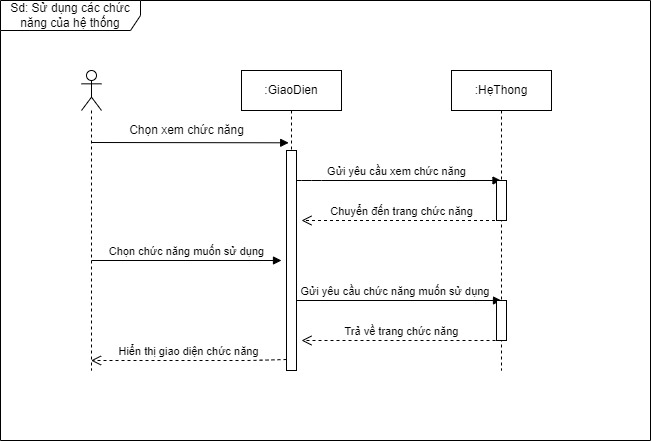 Sd: Sử dụng các chức
năng của hệ thống
:GiaoDien
:HẹThong
Chọn xem chức năng
Gửi yêu cầu xem chức năng
Chuyển đến trang chức năng
Chọn chức năng muốn sử dụng
Gửi yêu cầu chức năng muốn sử dụng
Trả về trang chức năng
Hiển thị giao diện chức năng